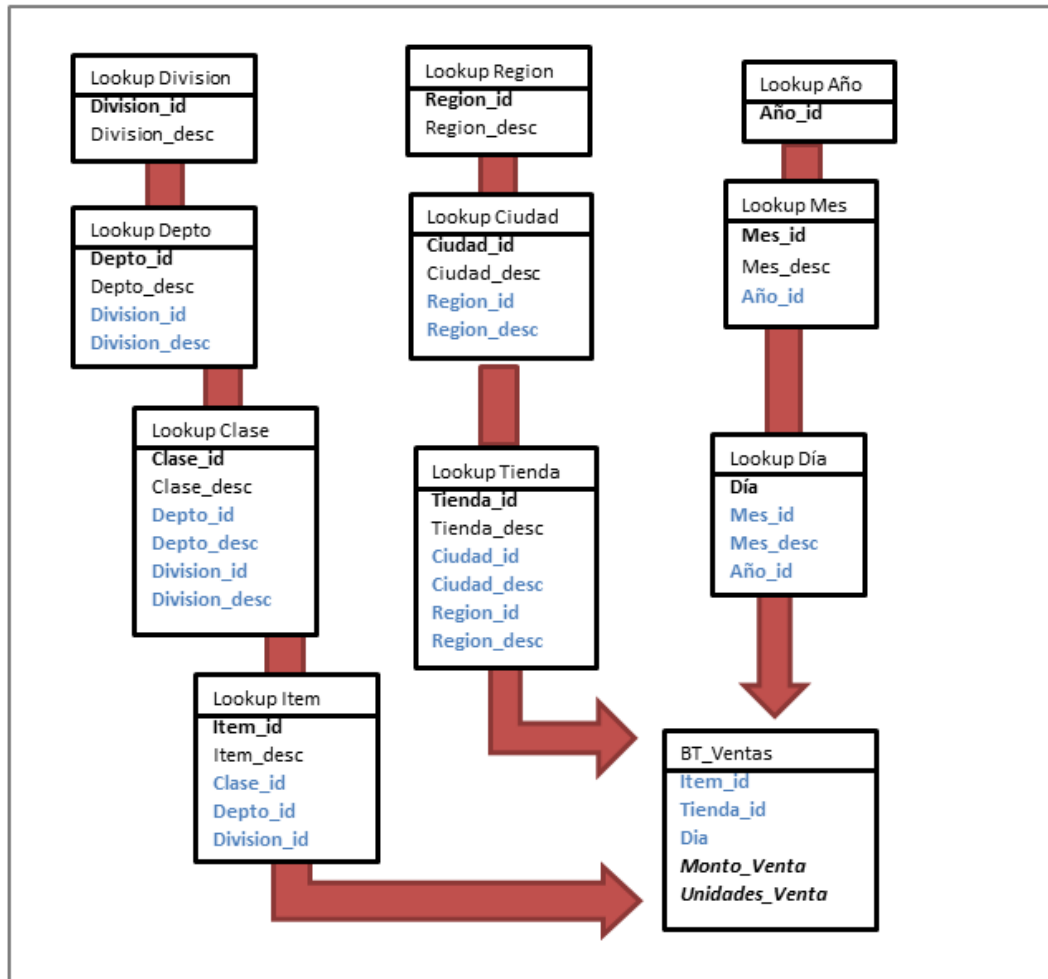 Lookup Division
Division_id
Division_desc
Lookup Depto
Depto_id
Depto_desc
Division_id
Division_desc
Lookup Clase
Clase_id
Clase_desc
Depto_id
Depto_desc
Division_id
Division_desc
Lookup Item
Item_id
Item_desc
Clase_id
Depto_id
Division_id
Lookup Region
Region_id
Region_desc
Lookup Ciudad
Ciudad_id
Ciudad_desc
Region_id
Region_desc
Lookup Tienda
Tienda_id
Tienda_desc
Ciudad_id
Ciudad_desc
Region_id
Region_desc
Lookup Año
Año_id
Lookup Mes
Mes_id
Mes_desc
Año_id
Lookup Día
Día
Mes_id
Mes_desc
Año_id
BT_Ventas
Item_id
Tienda_id
Dia
Monto_Venta
Unidades_Venta